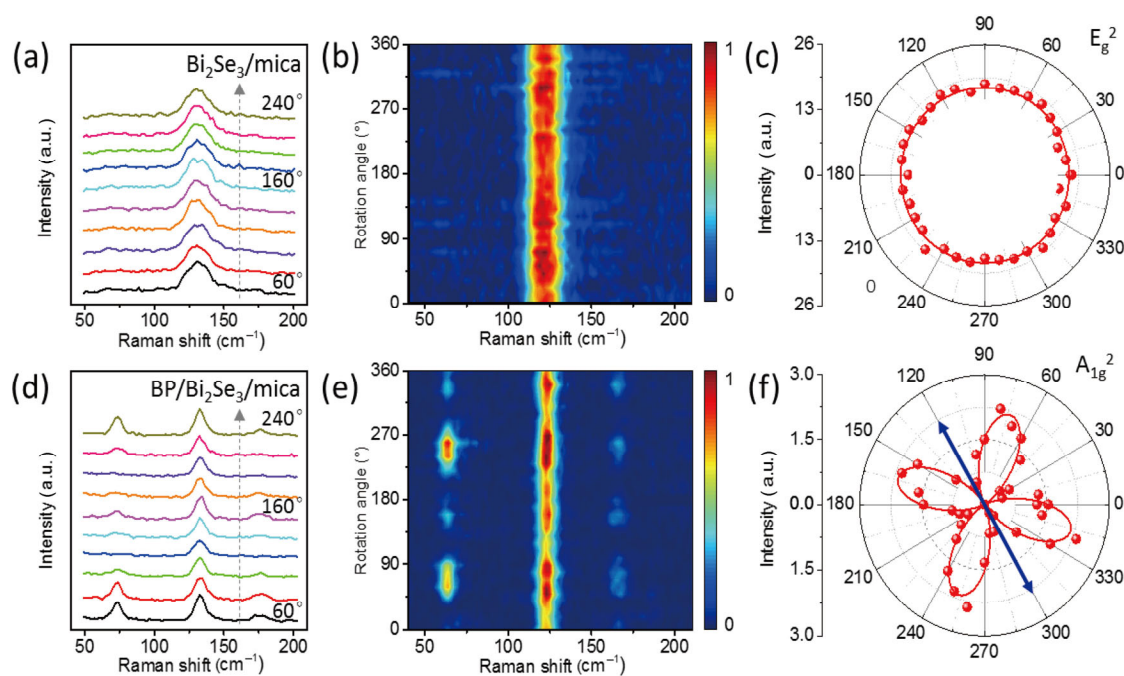 (a)
Bi₂Se₃/mica
240°
160°
60°
Intensity (a.u.)
50 100 150 200
Raman shift (cm⁻¹)
(b)
360
270
180
90
0
Rotation angle (°)
50 100 150 200
Raman shift (cm⁻¹)
1
0
(c)
E_g²
26
13
0
13
26
Intensity (a.u.)
90
60
30
0
330
300
270
240
210
180
150
120
0
(d)
BP/Bi₂Se₃/mica
240°
160°
60°
Intensity (a.u.)
50 100 150 200
Raman shift (cm⁻¹)
(e)
360
270
180
90
0
Rotation angle (°)
50 100 150 200
Raman shift (cm⁻¹)
1
0
(f)
A_1g²
3.0
1.5
0.0
1.5
3.0
Intensity (a.u.)
90
60
30
0
330
300
270
240
210
180
150
120